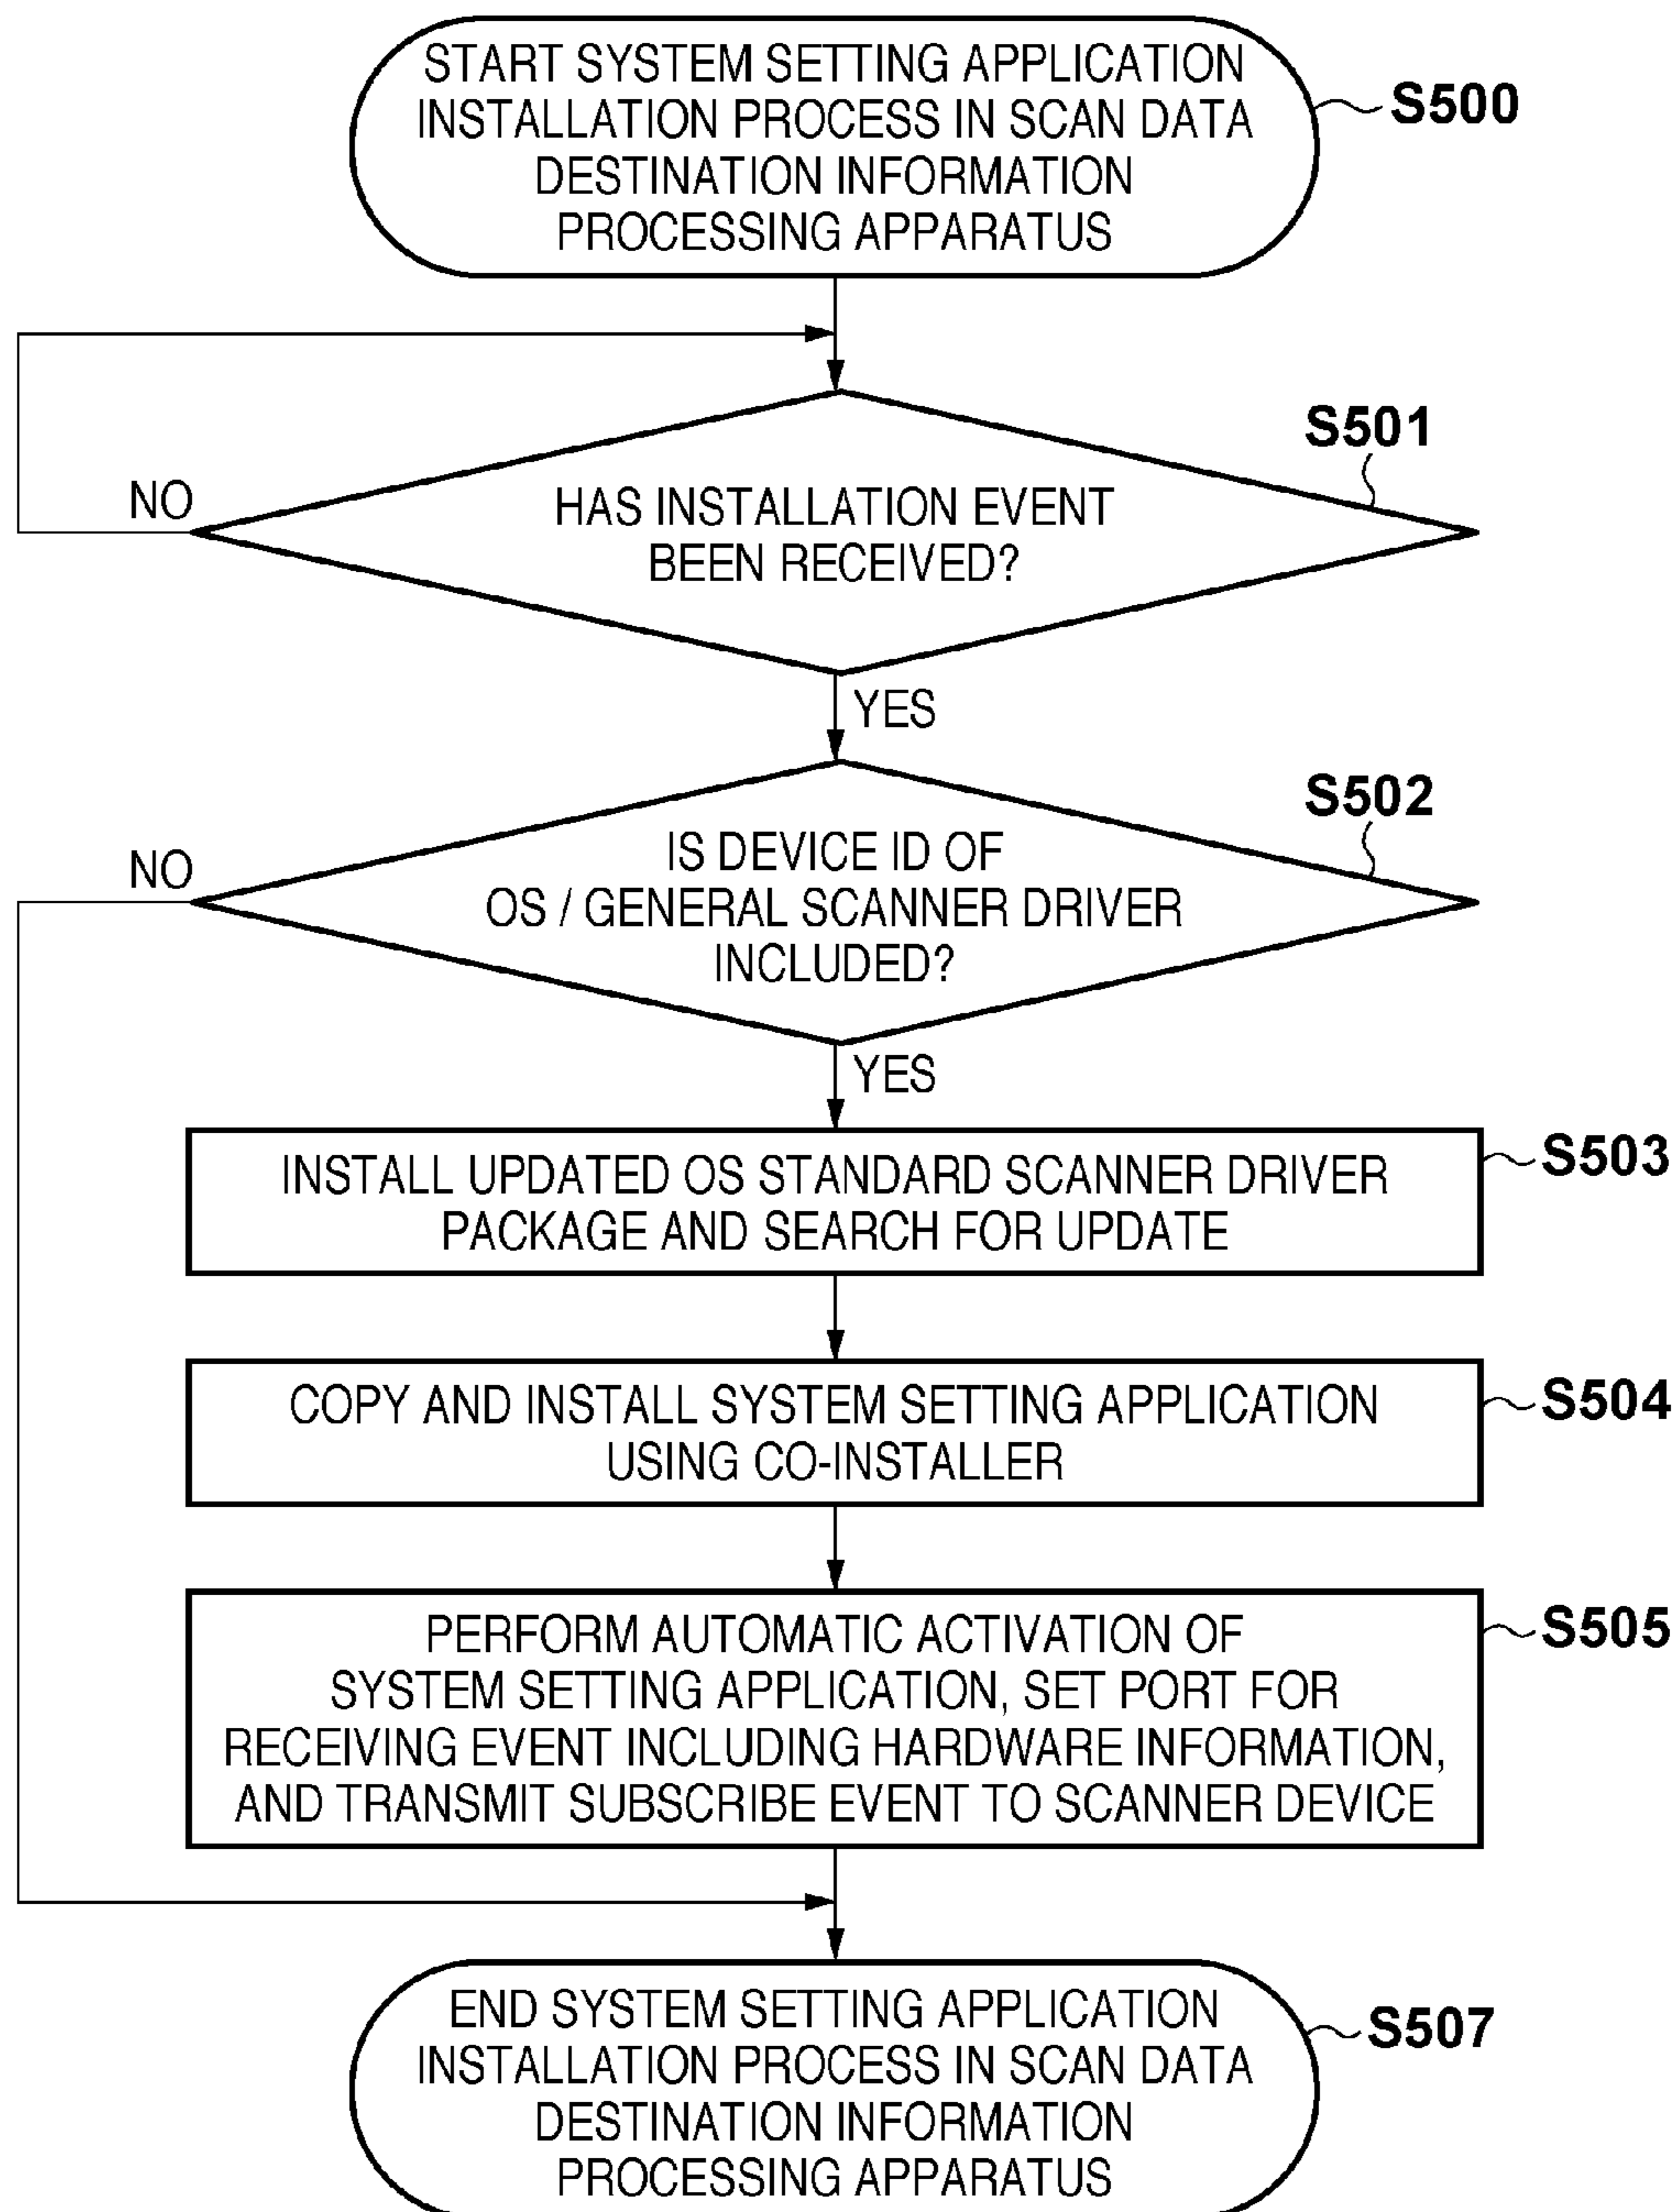 START SYSTEM SETTING APPLICATION
INSTALLATION PROCESS IN SCAN DATA
DESTINATION INFORMATION
PROCESSING APPARATUS
S500
S501
NO
HAS INSTALLATION EVENT
BEEN RECEIVED?
YES
S502
NO
IS DEVICE ID OF
OS / GENERAL SCANNER DRIVER
INCLUDED?
YES
S503
INSTALL UPDATED OS STANDARD SCANNER DRIVER
PACKAGE AND SEARCH FOR UPDATE
S504
COPY AND INSTALL SYSTEM SETTING APPLICATION
USING CO-INSTALLER
S505
PERFORM AUTOMATIC ACTIVATION OF
SYSTEM SETTING APPLICATION, SET PORT FOR
RECEIVING EVENT INCLUDING HARDWARE INFORMATION,
AND TRANSMIT SUBSCRIBE EVENT TO SCANNER DEVICE
END SYSTEM SETTING APPLICATION
INSTALLATION PROCESS IN SCAN DATA
DESTINATION INFORMATION
PROCESSING APPARATUS
S507